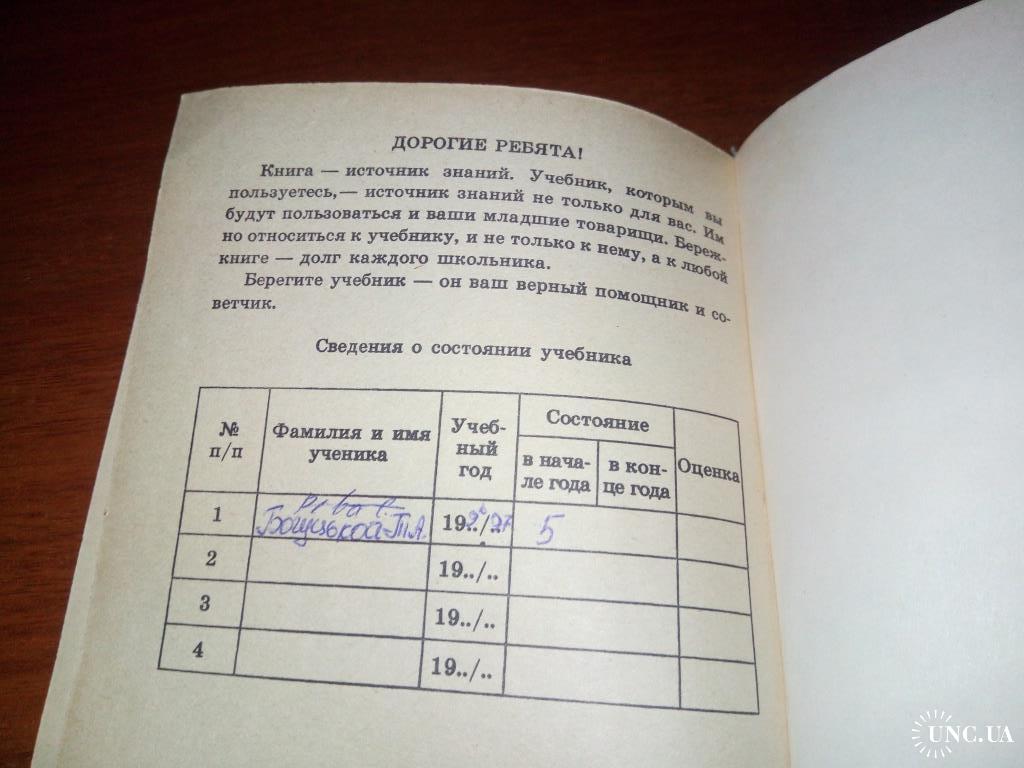 ДОРОГИЕ РЕБЯТА!
Книга — источник знаний. Учебник, которым вы
пользуетесь,— источник знаний не только для вас. Им
будут пользоваться и ваши младшие товарищи. Береж-
но относиться к учебнику, и не только к нему, а к любой
книге — долг каждого школьника.
Берегите учебник — он ваш верный помощник и со-
ветчик.
Сведения о состоянии учебника
№ п/п
Фамилия и имя ученика
Учеб-
ный
год
Состояние
в нача-
ле года
в кон-
це года
Оценка
1 19../.. 5
2 19../..
3 19../..
4 19../..
UNC.UA